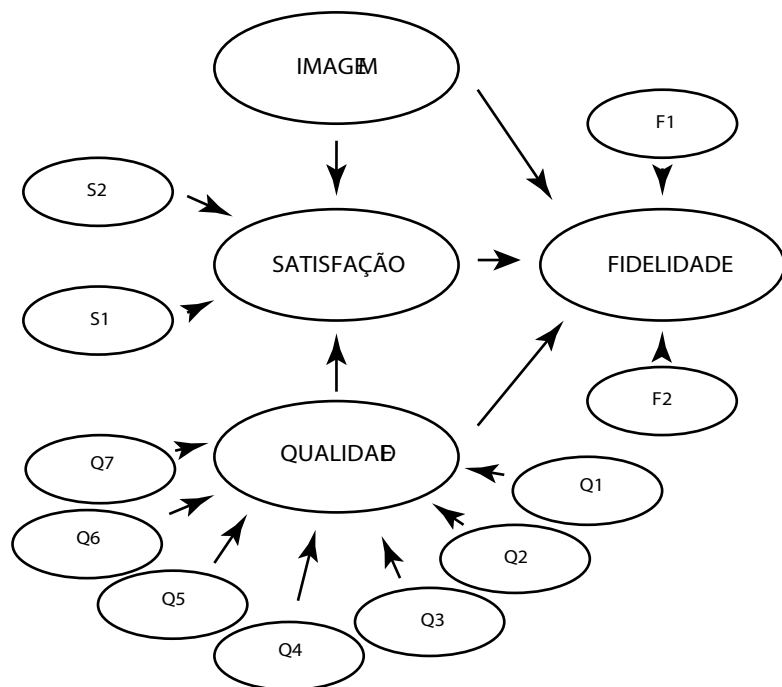 IMAGEM
F1
S2
SATISFAÇÃO
FIDELIDADE
S1
F2
QUALIDADE
Q7
Q1
Q6
Q2
Q5
Q3
Q4